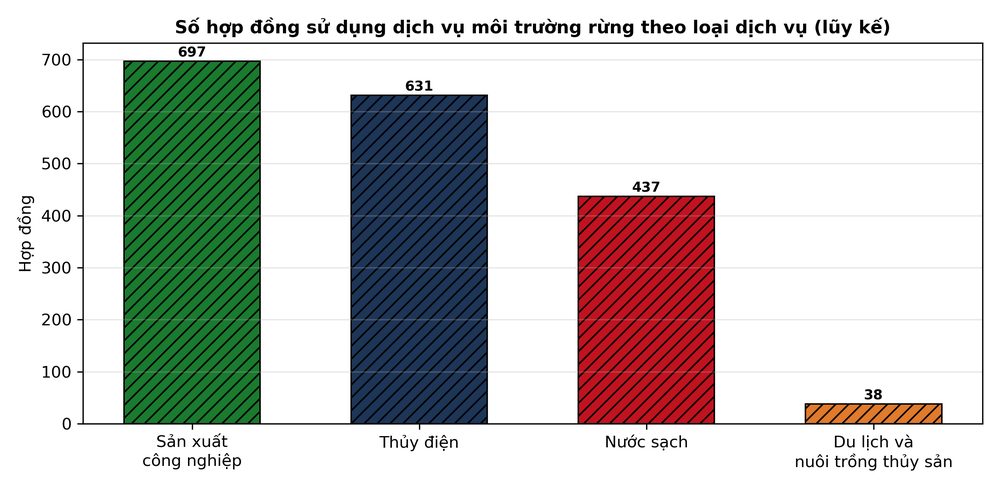 Số hợp đồng sử dụng dịch vụ môi trường rừng theo loại dịch vụ (lũy kế)
Hợp đồng
700
600
500
400
300
200
100
0
697
631
437
38
Sản xuất
công nghiệp
Thủy điện
Nước sạch
Du lịch và
nuôi trồng thủy sản